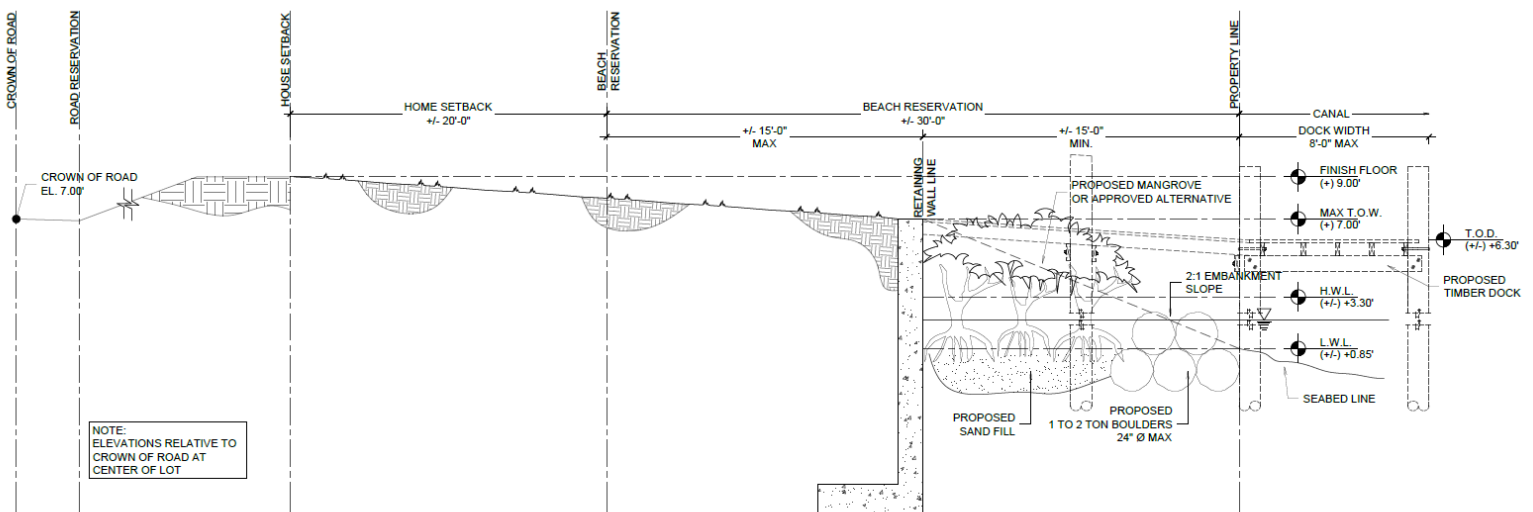 CROWN OF ROAD
ROAD RESERVATION
HOUSE SETBACK
BEACH
RESERVATION
PROPERTY LINE
HOME SETBACK
+/- 20'-0"
BEACH RESERVATION
+/- 30'-0"
CANAL
+/- 15'-0"
MAX
+/- 15'-0"
MIN.
DOCK WIDTH
8'-0" MAX
CROWN OF ROAD
EL. 7.00'
RETAINING
WALL LINE
PROPOSED MANGROVE
OR APPROVED ALTERNATIVE
FINISH FLOOR
(+) 9.00'
MAX T.O.W.
(+) 7.00'
T.O.D.
(+/-) +6.30'
2:1 EMBANKMENT
SLOPE
PROPOSED
TIMBER DOCK
H.W.L.
(+/-) +3.30'
L.W.L.
(+/-) +0.85'
SEABED LINE
PROPOSED
SAND FILL
PROPOSED
1 TO 2 TON BOULDERS
24" Ø MAX
NOTE:
ELEVATIONS RELATIVE TO
CROWN OF ROAD AT
CENTER OF LOT